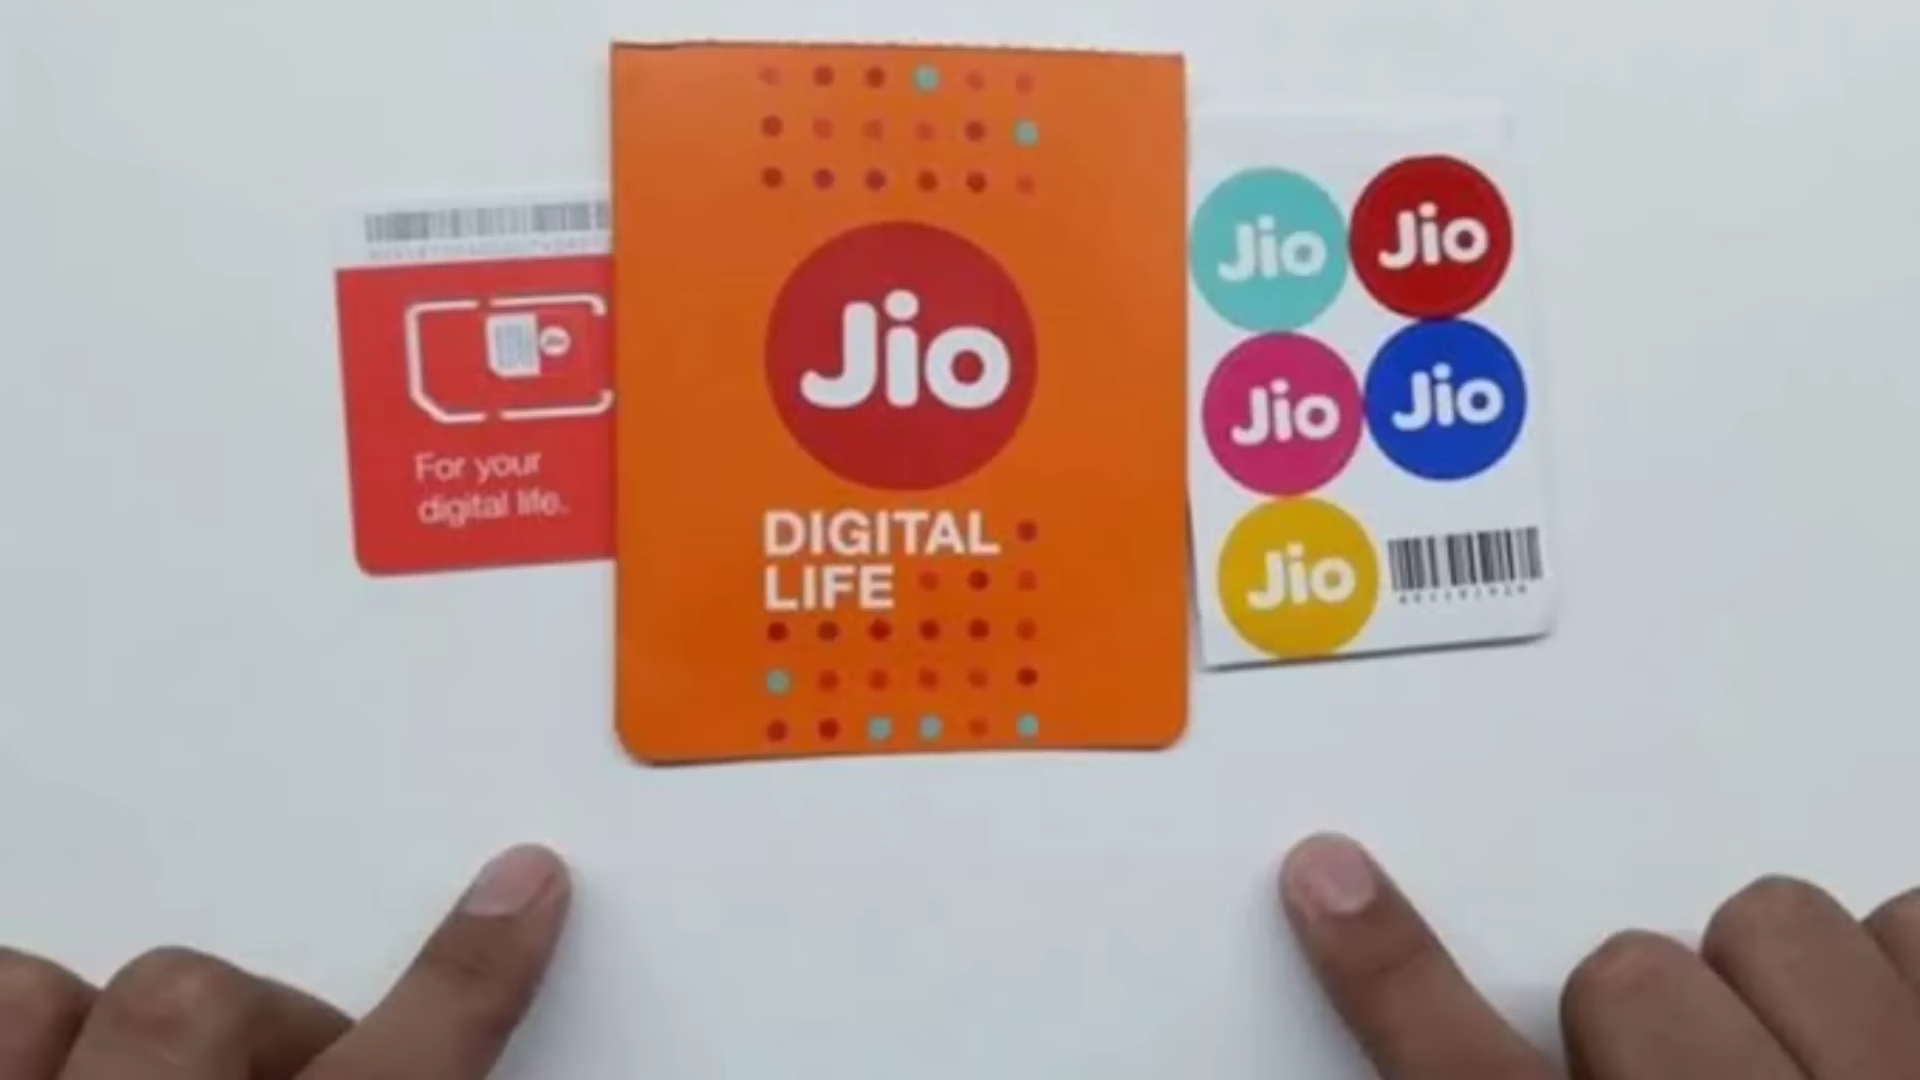 For your
digital life.
Jio
DIGITAL
LIFE
Jio
Jio
Jio
Jio
Jio